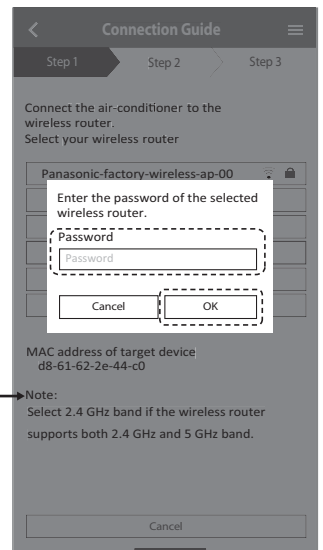 Connection Guide
Step 1 Step 2 Step 3
Connect the air-conditioner to the
wireless router.
Select your wireless router
Panasonic-factory-wireless-ap-00
Enter the password of the selected
wireless router.
Password
Password
Cancel OK
MAC address of target device
d8-61-62-2e-44-c0
Note:
Select 2.4 GHz band if the wireless router
supports both 2.4 GHz and 5 GHz band.
Cancel